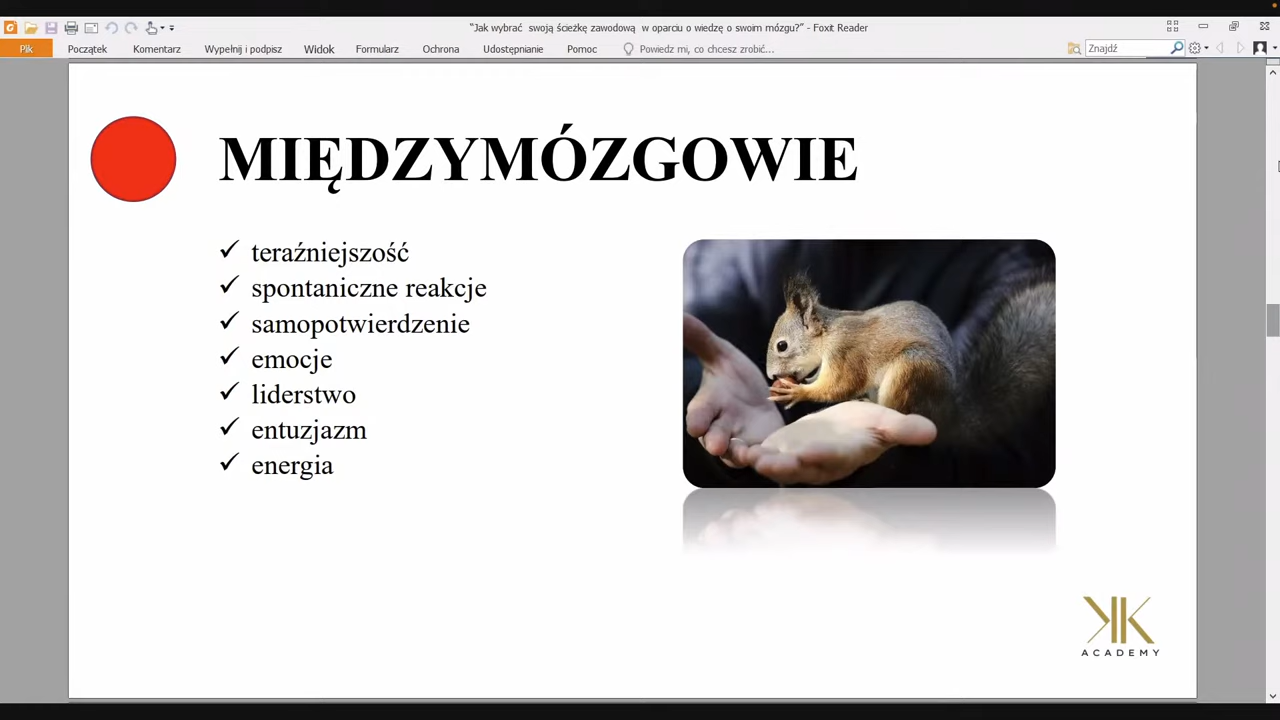 “Jak wybrać  swoją ścieżkę zawodową  w oparciu o wiedzę o swoim mózgu?” - Foxit Reader
Plik Początek Komentarz Wypełnij i podpisz Widok Formularz Ochrona Udostępnianie Pomoc Powiedz mi, co chcesz zrobić... Znajdź
MIĘDZYMÓZGOWIE
teraźniejszość
spontaniczne reakcje
samopotwierdzenie
emocje
liderstwo
entuzjazm
energia
KK
ACADEMY